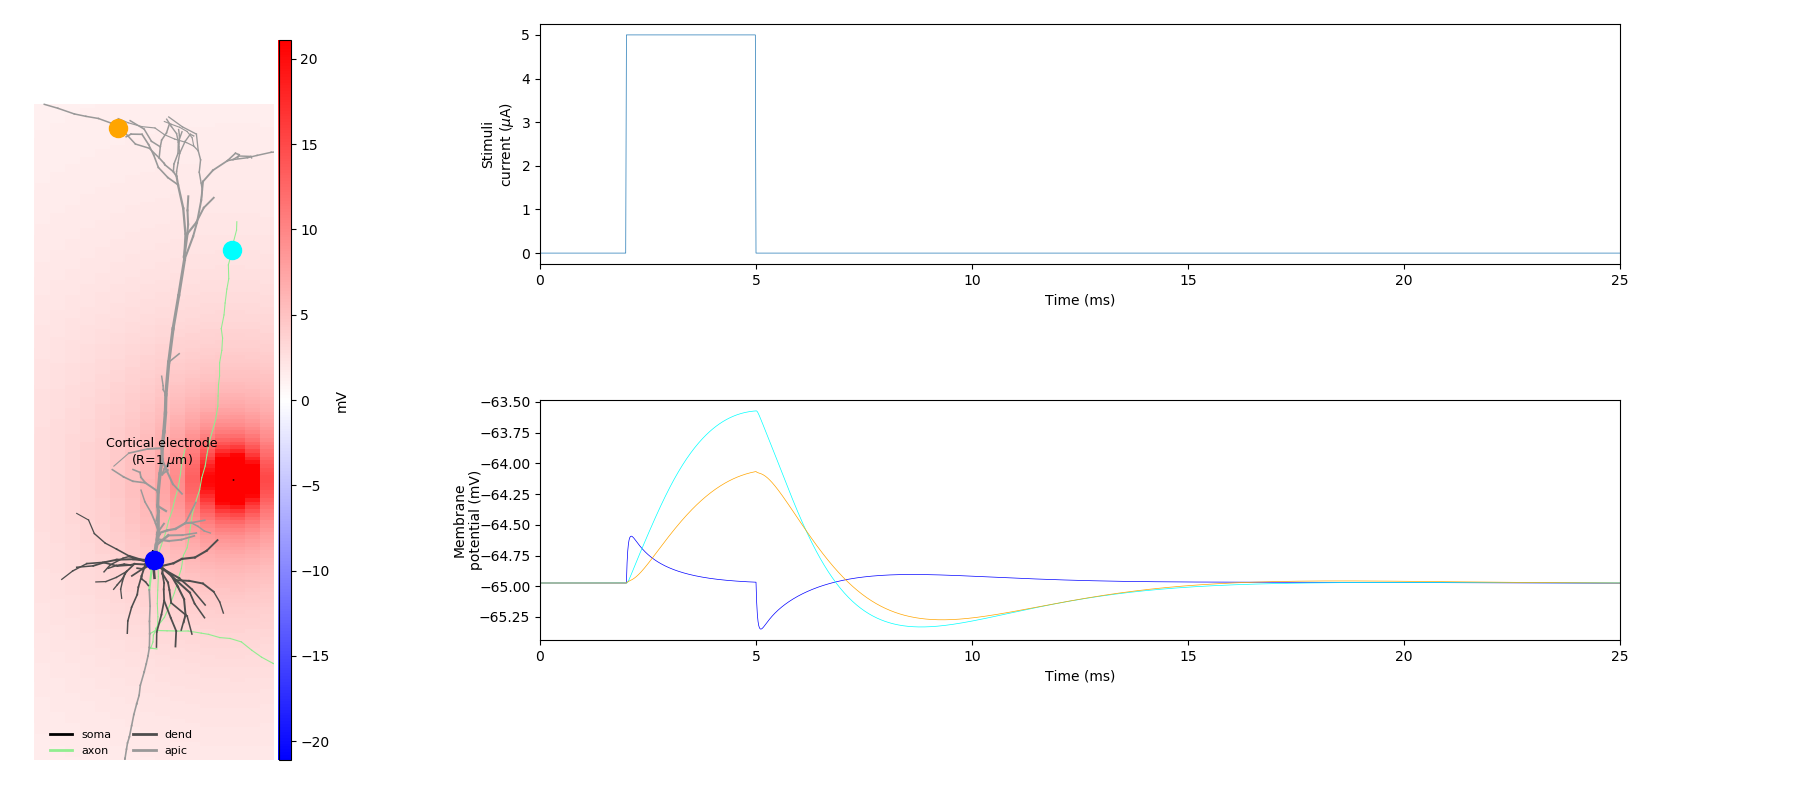 20
15
10
5
0
−5
−10
−15
−20
mV
Cortical electrode
(R=1 μm)
soma
dend
axon
apic
Stimuli
current (μA)
5
4
3
2
1
0
0
5
10
15
20
25
Time (ms)
Membrane
potential (mV)
−63.50
−63.75
−64.00
−64.25
−64.50
−64.75
−65.00
−65.25
0
5
10
15
20
25
Time (ms)